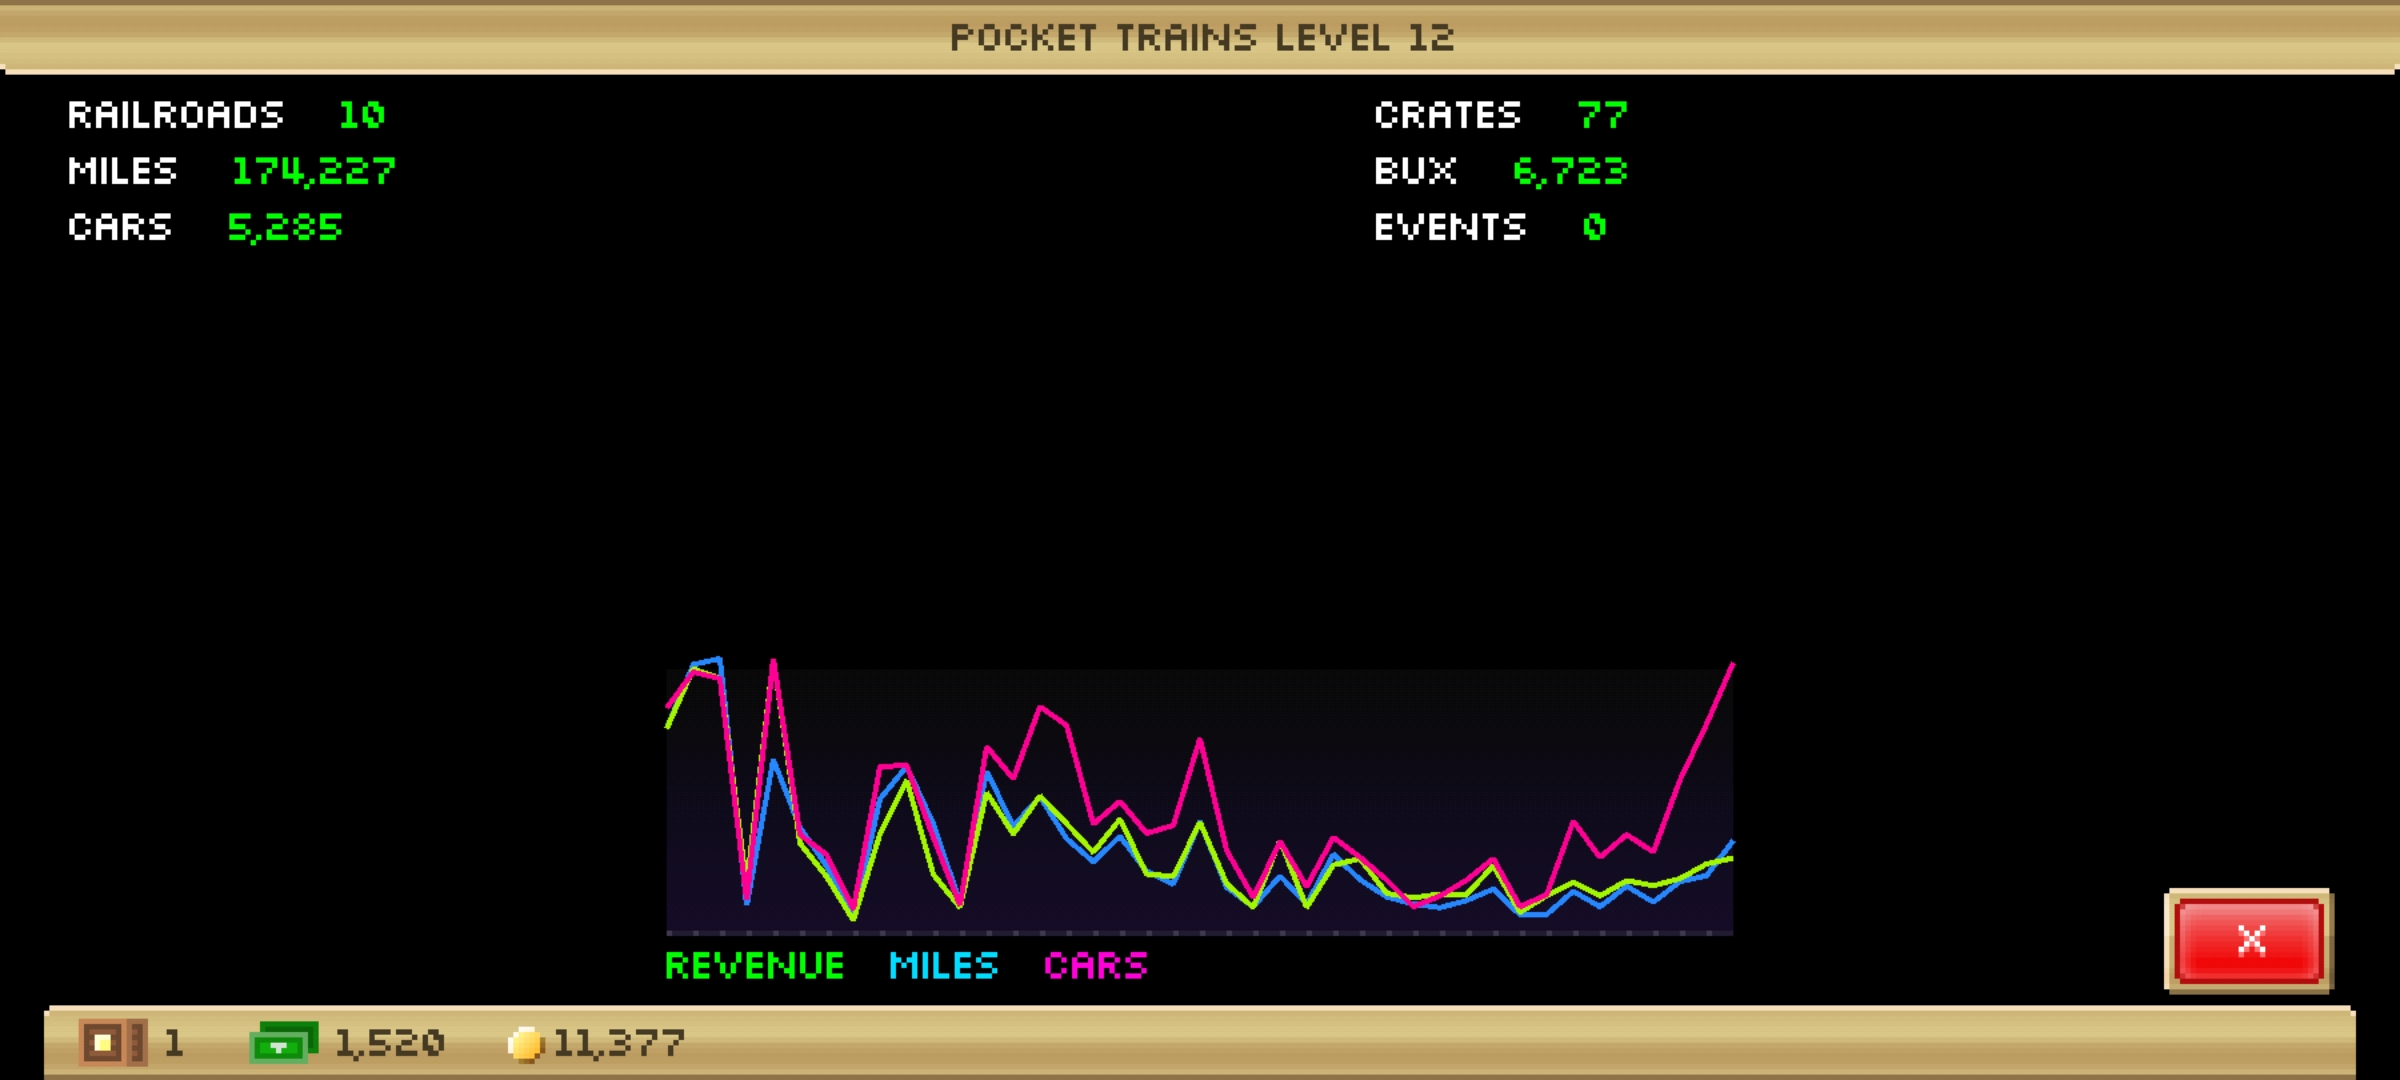 POCKET TRAINS LEVEL 12
RAILROADS 10
MILES 174,227
CARS 5,285
CRATES 77
BUX 6,723
EVENTS 0
REVENUE MILES CARS
X
1 1,520 11,377